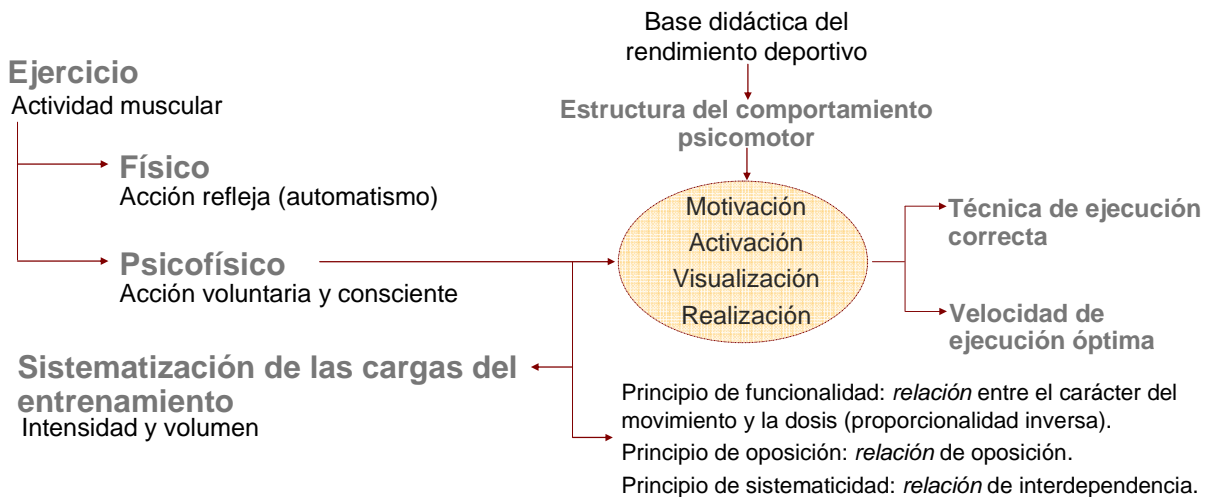 Base didáctica del
rendimiento deportivo
Ejercicio
Actividad muscular
Estructura del comportamiento
psicomotor
Físico
Acción refleja (automatismo)
Motivación
Activación
Visualización
Realización
Técnica de ejecución
correcta
Psicofísico
Acción voluntaria y consciente
Velocidad de
ejecución óptima
Sistematización de las cargas del
entrenamiento
Intensidad y volumen
Principio de funcionalidad: relación entre el carácter del
movimiento y la dosis (proporcionalidad inversa).
Principio de oposición: relación de oposición.
Principio de sistematicidad: relación de interdependencia.